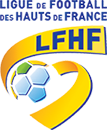 LIGUE DE FOOTBALL
DES HAUTS DE FRANCE
LFHF